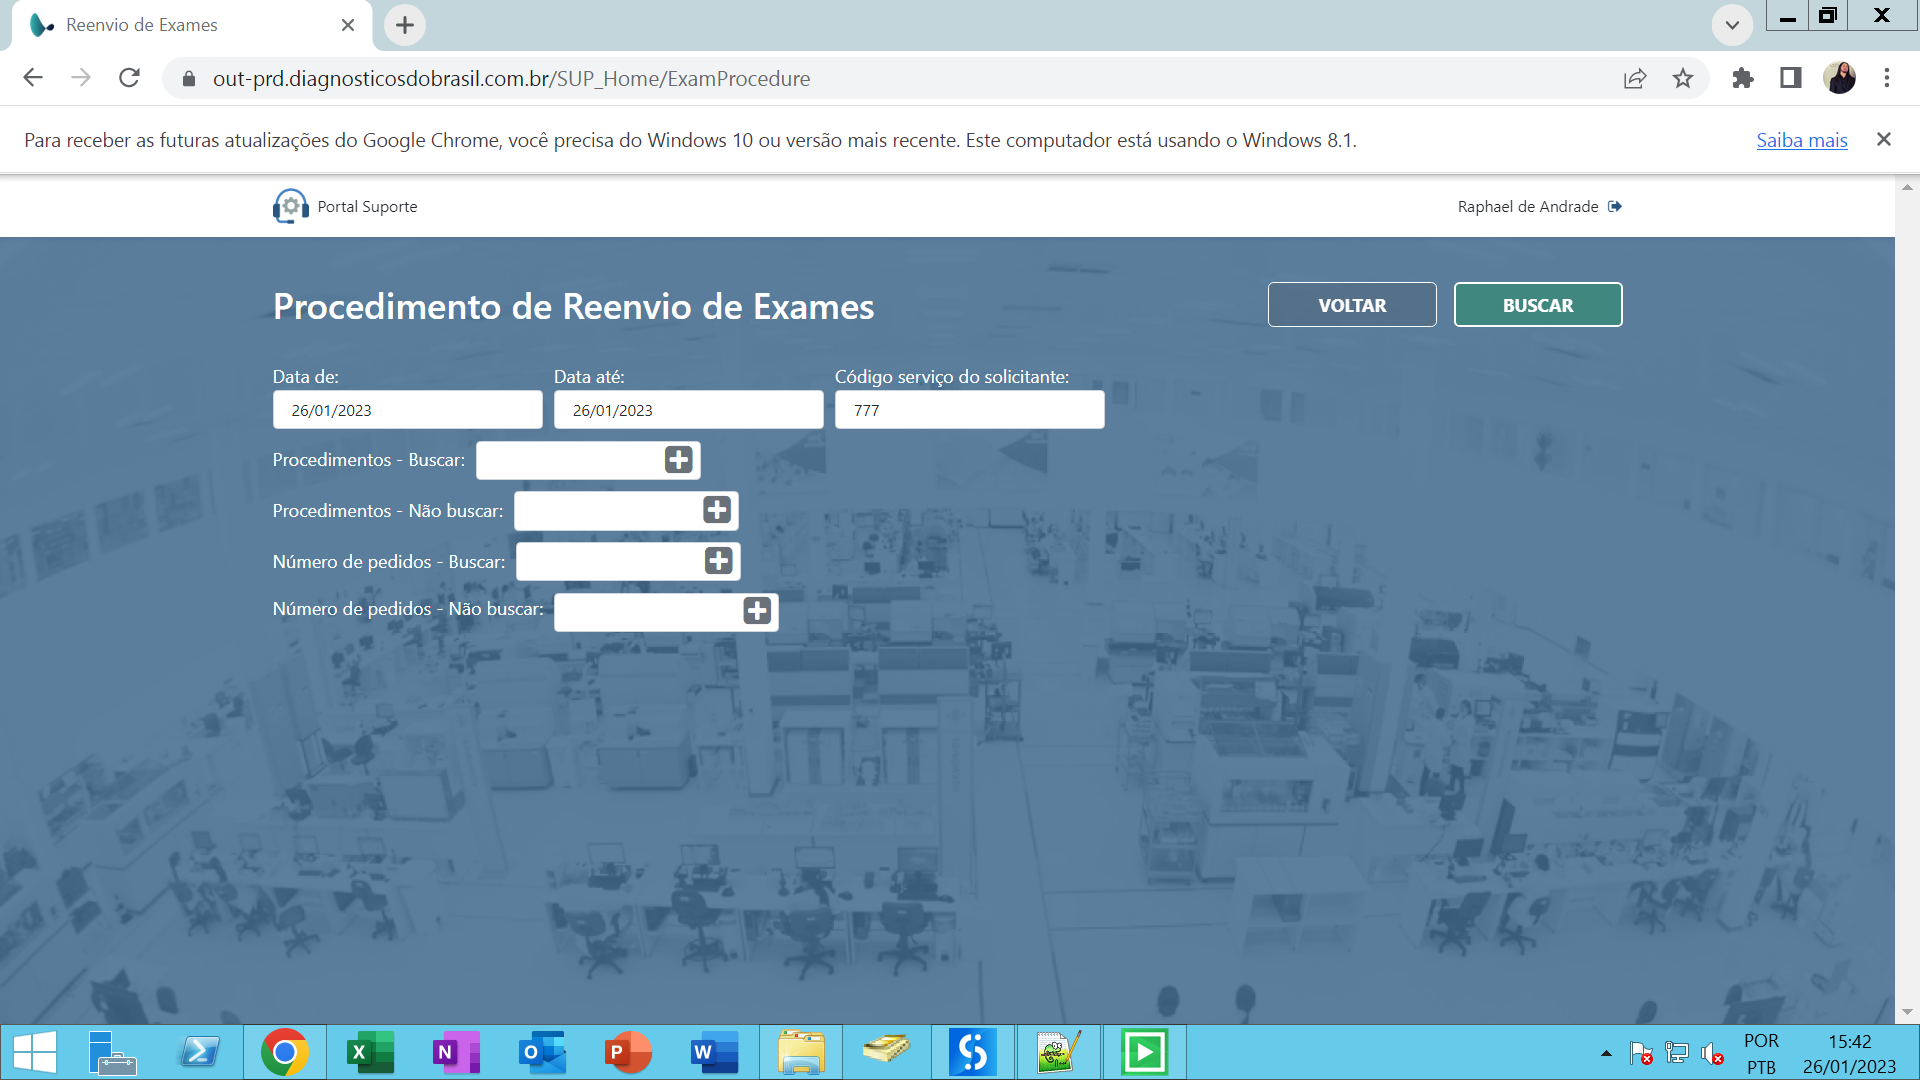 Reenvio de Exames
out-prd.diagnosticosdobrasil.com.br/SUP_Home/ExamProcedure
Para receber as futuras atualizações do Google Chrome, você precisa do Windows 10 ou versão mais recente. Este computador está usando o Windows 8.1.
Saiba mais
Portal Suporte
Raphael de Andrade
Procedimento de Reenvio de Exames
VOLTAR
BUSCAR
Data de:
Data até:
Código serviço do solicitante:
26/01/2023
26/01/2023
777
Procedimentos - Buscar:
Procedimentos - Não buscar:
Número de pedidos - Buscar:
Número de pedidos - Não buscar:
POR
15:42
PTB
26/01/2023